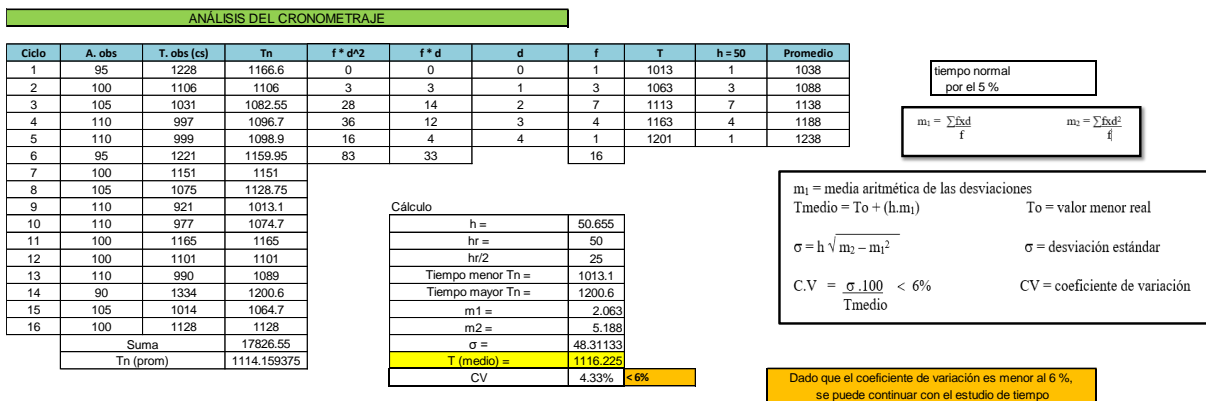 ANÁLISIS DEL CRONOMETRAJE
Ciclo A. obs T. obs (cs) Tn f * d^2 f * d d f T h = 50 Promedio
1 95 1228 1166.6 0 0 0 1 1013 1 1038
2 100 1106 1106 3 3 1 3 1063 3 1088
3 105 1031 1082.55 28 14 2 7 1113 7 1138
4 110 997 1096.7 36 12 3 4 1163 4 1188
5 110 999 1098.9 16 4 4 1 1201 1 1238
6 95 1221 1159.95 83 33 16
7 100 1151 1151
8 105 1075 1128.75
9 110 921 1013.1
10 110 977 1074.7
11 100 1165 1165
12 100 1101 1101
13 110 990 1089
14 90 1334 1200.6
15 105 1014 1064.7
16 100 1128 1128
Suma 17826.55
Tn (prom) 1114.159375
Cálculo
h = 50.655
hr = 50
hr/2 25
Tiempo menor Tn = 1013.1
Tiempo mayor Tn = 1200.6
m1 = 2.063
m2 = 5.188
σ = 48.31133
T (medio) = 1116.225
CV 4.33% < 6%
tiempo normal
por el 5 %
m₁ = ∑fxd m₂ = ∑fxd²
f f
m₁ = media aritmética de las desviaciones
Tmedio = To + (h.m₁) To = valor menor real
σ = h √ m₂ – m₁² σ = desviación estándar
C.V = σ .100 < 6% CV = coeficiente de variación
Tmedio
Dado que el coeficiente de variación es menor al 6 %,
se puede continuar con el estudio de tiempo